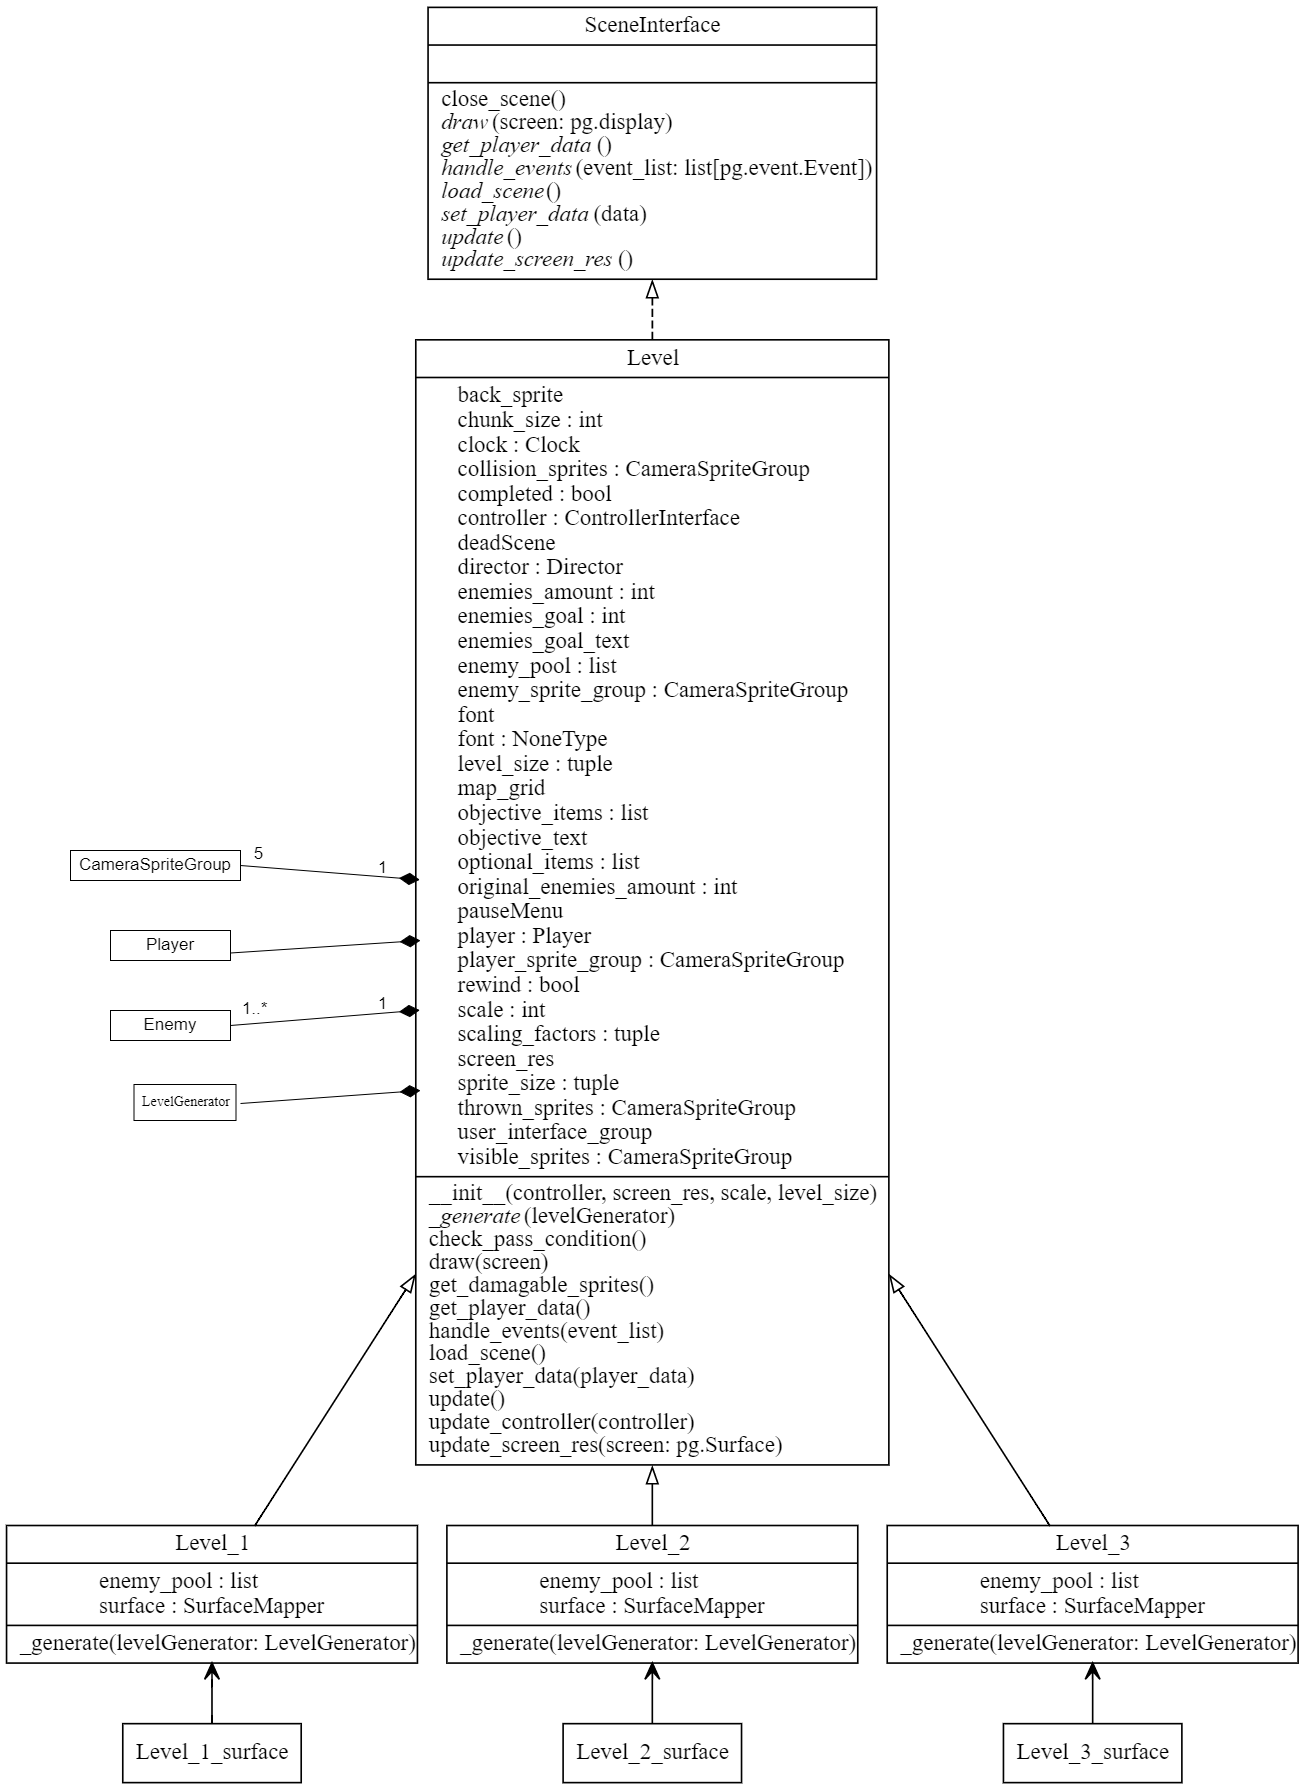 SceneInterface
close_scene()
draw(screen: pg.display)
get_player_data ()
handle_events(event_list: list[pg.event.Event])
load_scene()
set_player_data (data)
update()
update_screen_res ()
Level
back_sprite
chunk_size : int
clock : Clock
collision_sprites : CameraSpriteGroup
completed : bool
controller : ControllerInterface
deadScene
director : Director
enemies_amount : int
enemies_goal : int
enemies_goal_text
enemy_pool : list
enemy_sprite_group : CameraSpriteGroup
font
font : NoneType
level_size : tuple
map_grid
objective_items : list
objective_text
optional_items : list
original_enemies_amount : int
pauseMenu
player : Player
player_sprite_group : CameraSpriteGroup
rewind : bool
scale : int
scaling_factors : tuple
screen_res
sprite_size : tuple
thrown_sprites : CameraSpriteGroup
user_interface_group
visible_sprites : CameraSpriteGroup
__init__(controller, screen_res, scale, level_size)
_generate(levelGenerator)
check_pass_condition()
draw(screen)
get_damagable_sprites()
get_player_data()
handle_events(event_list)
load_scene()
set_player_data(player_data)
update()
update_controller(controller)
update_screen_res(screen: pg.Surface)
CameraSpriteGroup
5
1
Player
Enemy
1..*
1
LevelGenerator
Level_1
enemy_pool : list
surface : SurfaceMapper
_generate(levelGenerator: LevelGenerator)
Level_2
enemy_pool : list
surface : SurfaceMapper
_generate(levelGenerator: LevelGenerator)
Level_3
enemy_pool : list
surface : SurfaceMapper
_generate(levelGenerator: LevelGenerator)
Level_1_surface
Level_2_surface
Level_3_surface